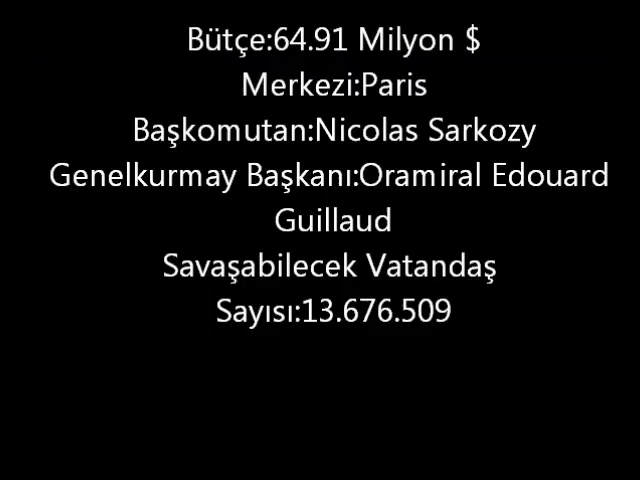 Bütçe:64.91 Milyon $
Merkezi:Paris
Başkomutan:Nicolas Sarkozy
Genelkurmay Başkanı:Oramiral Edouard
Guillaud
Savaşabilecek Vatandaş
Sayısı:13.676.509